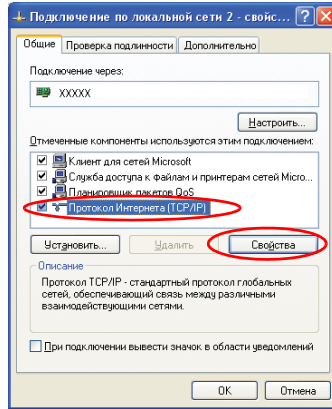 Подключение по локальной сети 2 - свойс...
Общие Проверка подлинности Дополнительно
Подключение через:
XXXXX
Настроить...
Отмеченные компоненты используются этим подключением:
Клиент для сетей Microsoft
Служба доступа к файлам и принтерам сетей Micro...
Планировщик пакетов QoS
Протокол Интернета (TCP/IP)
Установить... Удалить Свойства
Описание
Протокол TCP/IP - стандартный протокол глобальных
сетей, обеспечивающий связь между различными
взаимодействующими сетями.
При подключении вывести значок в области уведомлений
OK Отмена